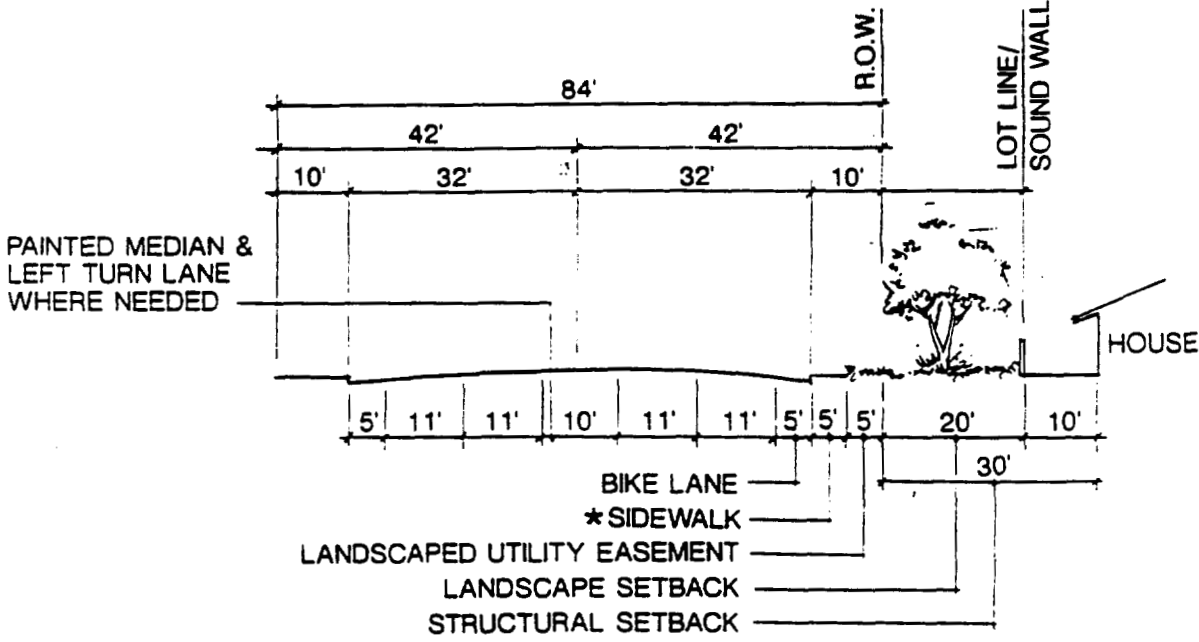 R.O.W.
LOT LINE/
SOUND WALL
84'
42' 42'
10' 32' 32' 10'
PAINTED MEDIAN &
LEFT TURN LANE
WHERE NEEDED
HOUSE
5' 11' 11' 10' 11' 11' 5' 5' 5' 20' 10'
30'
BIKE LANE
*SIDEWALK
LANDSCAPED UTILITY EASEMENT
LANDSCAPE SETBACK
STRUCTURAL SETBACK